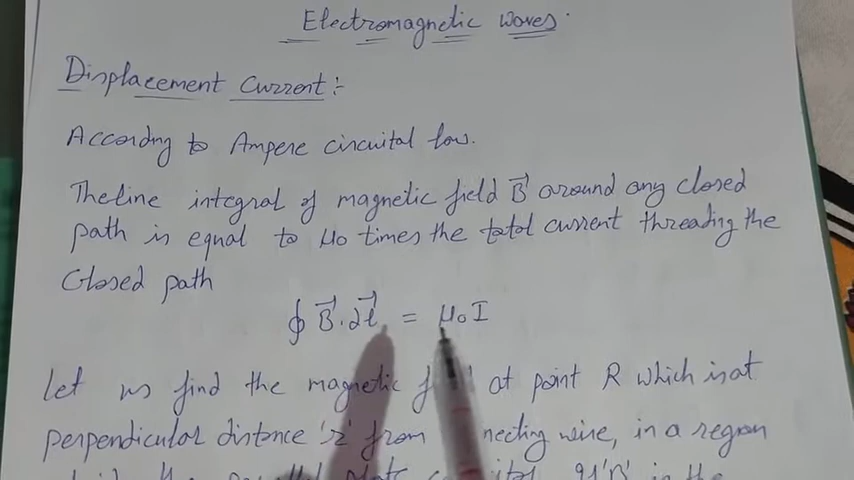 Electromagnetic Waves.
Displacement Current:-
According to Ampere circuital law.
The line integral of magnetic field B⃗ around any closed
path is equal to μ0 times the total current threading the
Closed path
∮ B⃗.dl⃗ = μ0 I
Let us find the magnetic at point R which is at
perpendicular distance 'r' from wire, in a region